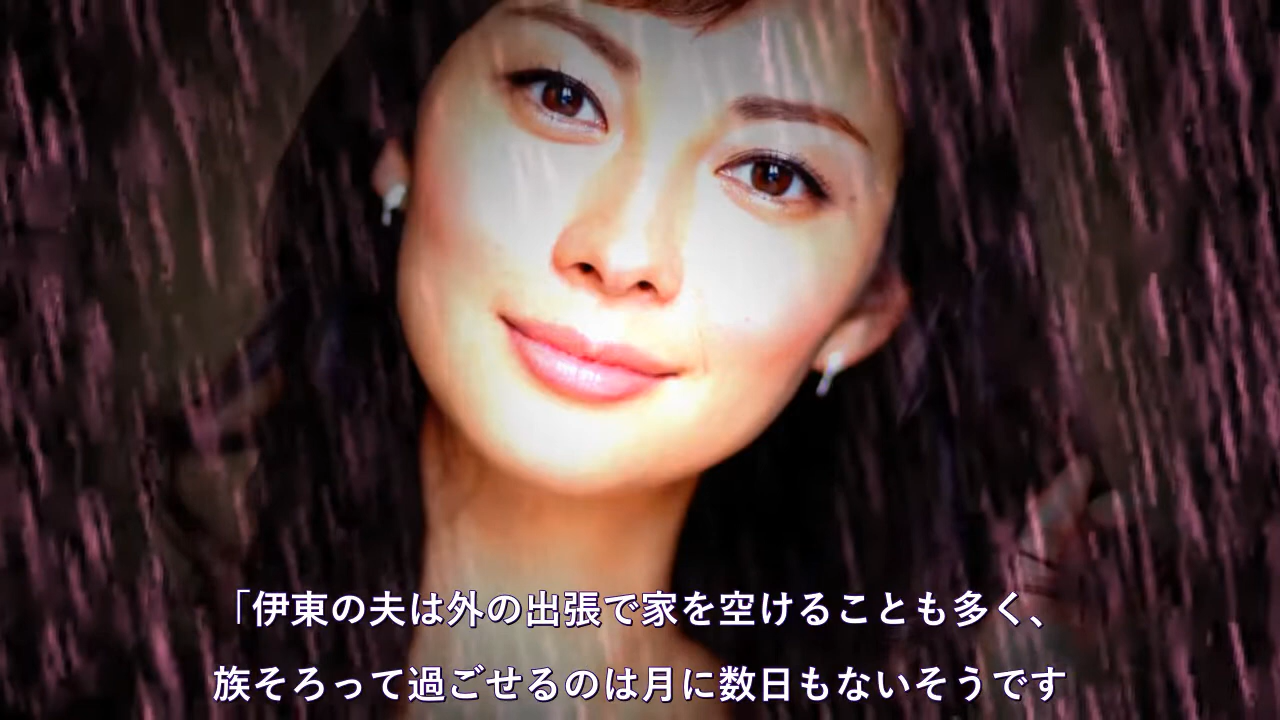 「伊東の夫は外の出張で家を空けることも多く、
族そろって過ごせるのは月に数日もないそうです